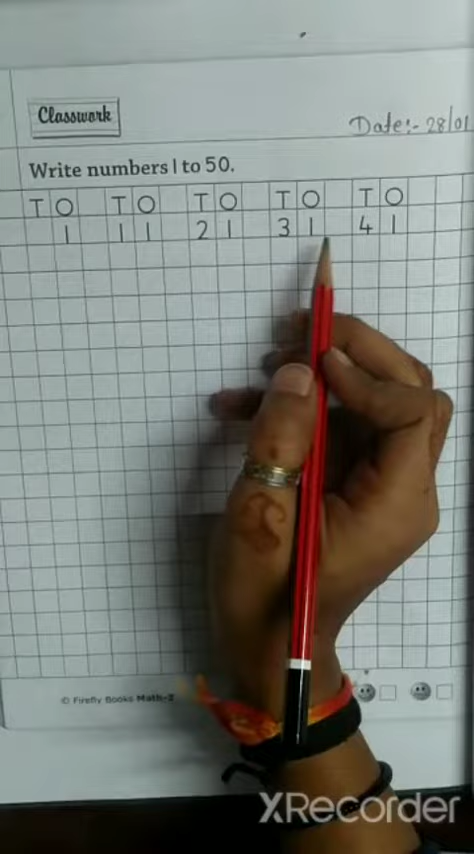 Classwork
Date:- 28/01
Write numbers 1 to 50.
T O T O T O T O T O
1 1 1 2 1 3 1 4 1
© Firefly Books Math-2
XRecorder